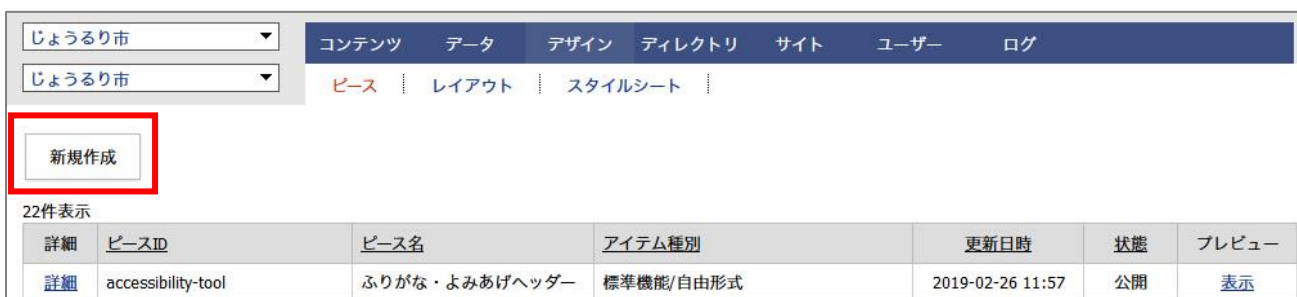 じょうるり市
コンテンツ データ デザイン ディレクトリ サイト ユーザー ログ
じょうるり市
ピース レイアウト スタイルシート
新規作成
22件表示
詳細 ピースID ピース名 アイテム種別 更新日時 状態 プレビュー
詳細 accessibility-tool ふりがな・よみあげヘッダー 標準機能/自由形式 2019-02-26 11:57 公開 表示